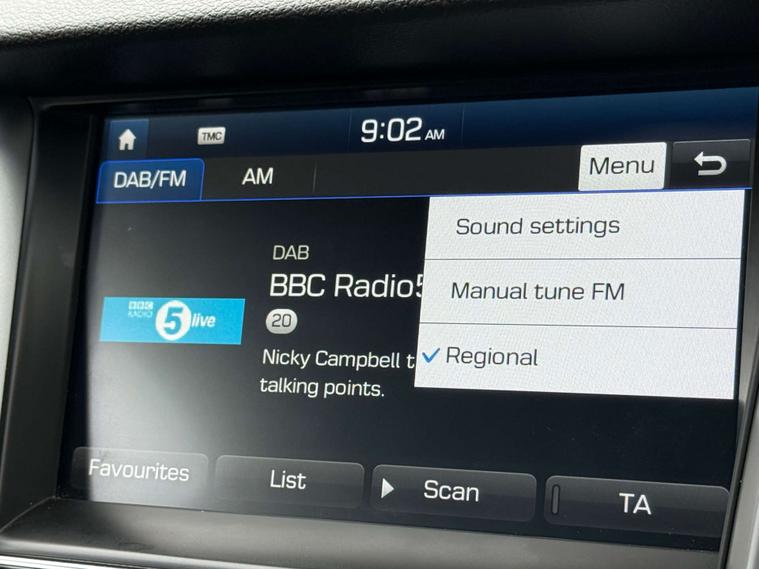 TMC
9:02 AM
DAB/FM
AM
Menu
Sound settings
Manual tune FM
Regional
DAB
BBC Radio5
20
BBC
RADIO
5 live
Nicky Campbell t
talking points.
Favourites
List
Scan
TA